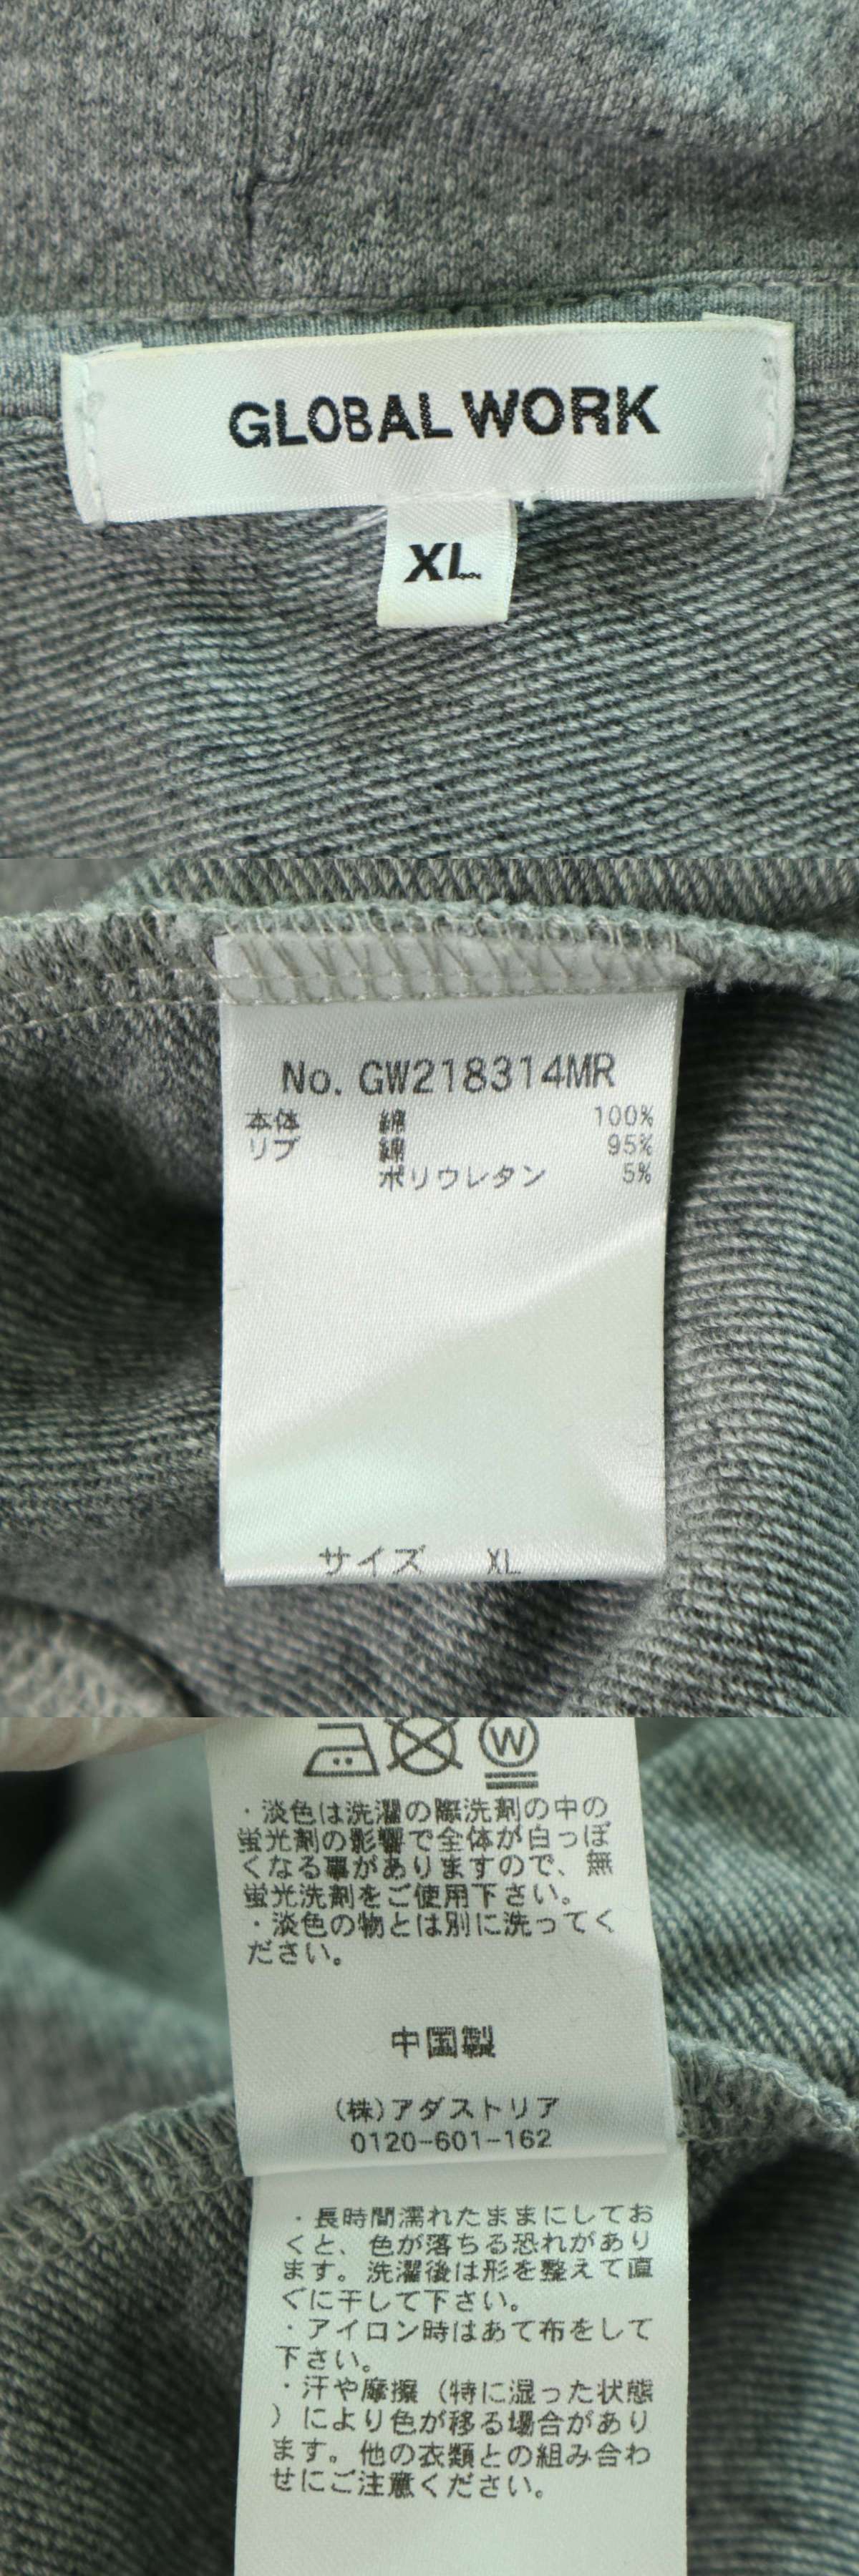 GLOBAL WORK
XL
No. GW218314MR
本体 綿 100%
リブ 綿 95%
ポリウレタン 5%
サイズ XL
W
・淡色は洗濯の際洗剤の中の
蛍光剤の影響で全体が白っぽ
くなる事がありますので、無
蛍光洗剤をご使用下さい。
・淡色の物とは別に洗ってく
ださい。
中国製
(株)アダストリア
0120-601-162
・長時間濡れたままにしてお
くと、色が落ちる恐れがあり
ます。洗濯後は形を整えて直
ぐに干して下さい。
・アイロン時はあて布をして
下さい。
・汗や摩擦（特に湿った状態
）により色が移る場合があり
ます。他の衣類との組み合わ
せにご注意ください。